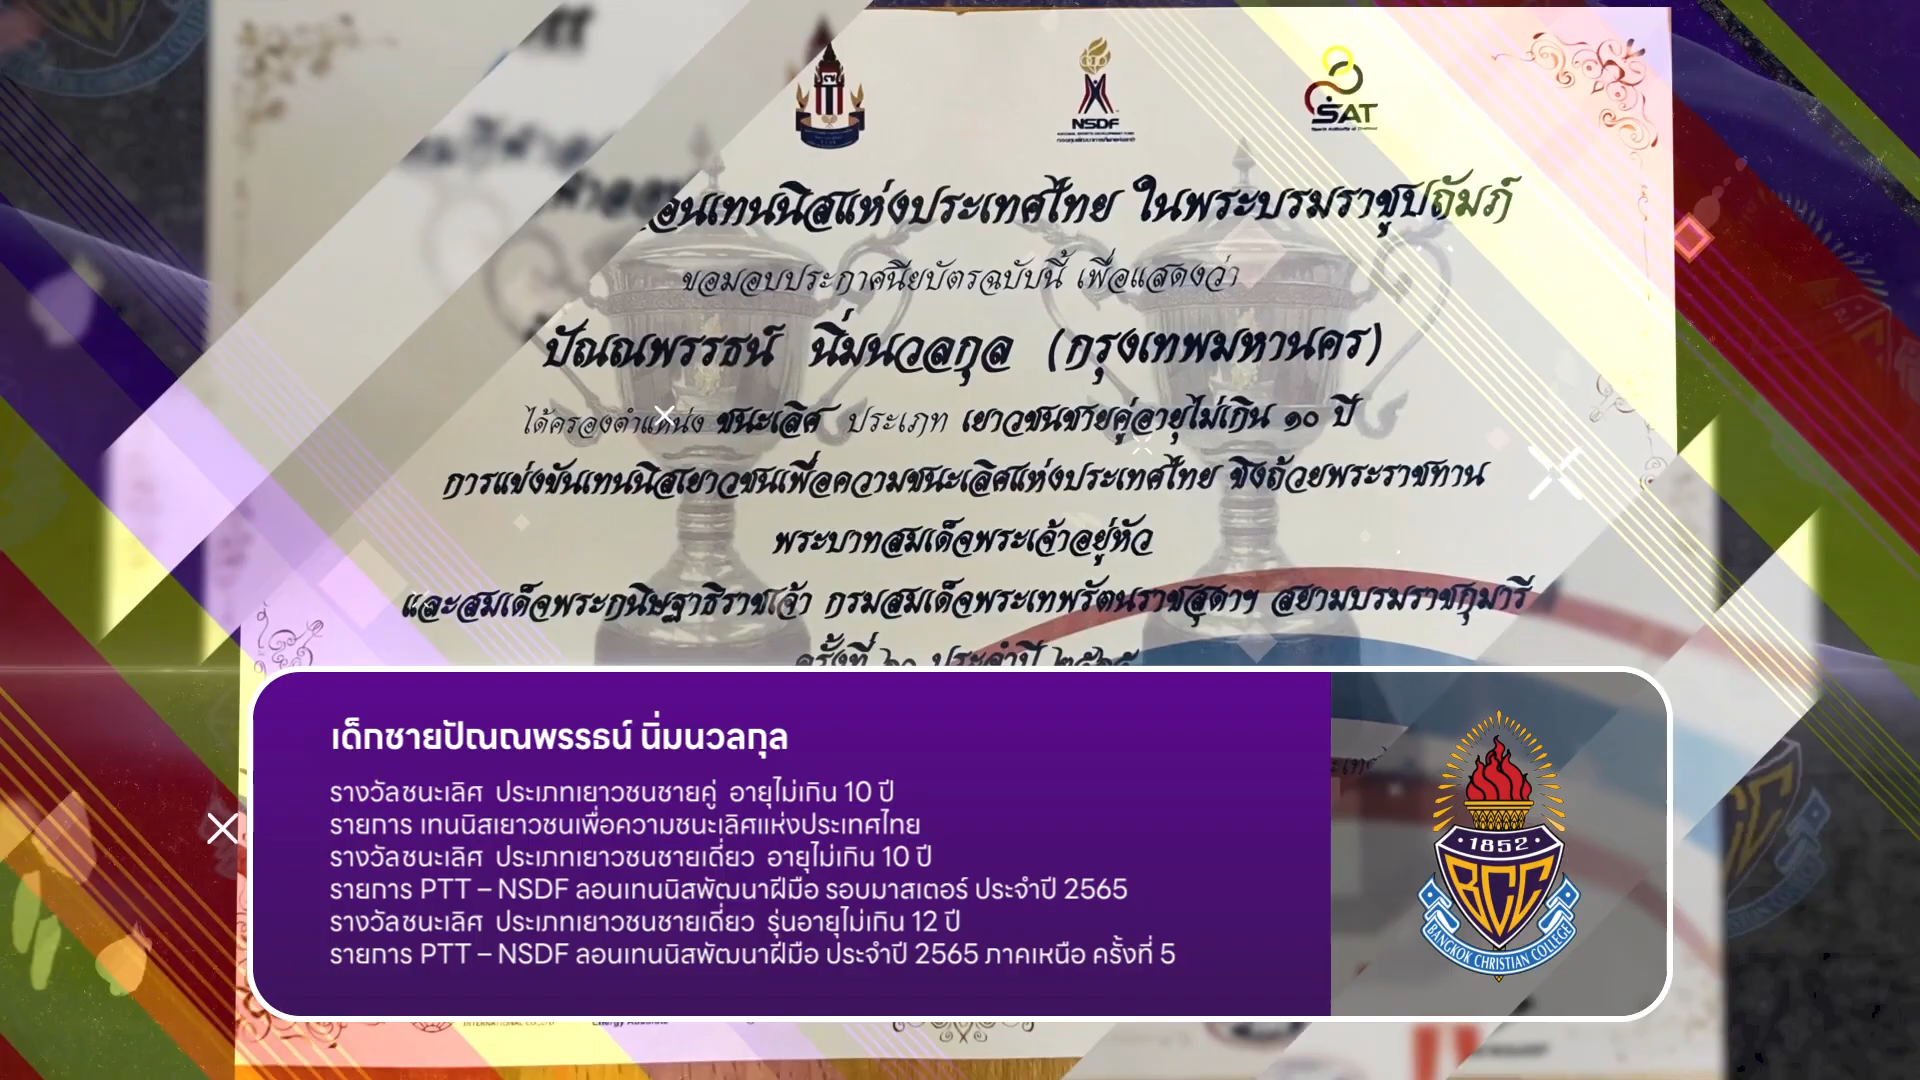 NSDF
SAT
ลอนเทนนิสแห่งประเทศไทย ในพระบรมราชูปถัมภ์
ขอมอบประกาศนียบัตรฉบับนี้ เพื่อแสดงว่า
ปัณณพรรธน์ นิ่มนวลกุล (กรุงเทพมหานคร)
ได้ครองตำแหน่ง ชนะเลิศ ประเภท เยาวชนชายคู่อายุไม่เกิน ๑๐ ปี
การแข่งขันเทนนิสเยาวชนเพื่อความชนะเลิศแห่งประเทศไทย ชิงถ้วยพระราชทาน
พระบาทสมเด็จพระเจ้าอยู่หัว
และสมเด็จพระกนิษฐาธิราชเจ้า กรมสมเด็จพระเทพรัตนราชสุดาฯ สยามบรมราชกุมารี
ครั้งที่ ประจำปี
เด็กชายปัณณพรรธน์ นิ่มนวลกุล
รางวัลชนะเลิศ ประเภทเยาวชนชายคู่ อายุไม่เกิน 10 ปี
รายการ เทนนิสเยาวชนเพื่อความชนะเลิศแห่งประเทศไทย
รางวัลชนะเลิศ ประเภทเยาวชนชายเดี่ยว อายุไม่เกิน 10 ปี
รายการ PTT – NSDF ลอนเทนนิสพัฒนาฝีมือ รอบมาสเตอร์ ประจำปี 2565
รางวัลชนะเลิศ ประเภทเยาวชนชายเดี่ยว รุ่นอายุไม่เกิน 12 ปี
รายการ PTT – NSDF ลอนเทนนิสพัฒนาฝีมือ ประจำปี 2565 ภาคเหนือ ครั้งที่ 5
1852
BCC
BANGKOK CHRISTIAN COLLEGE